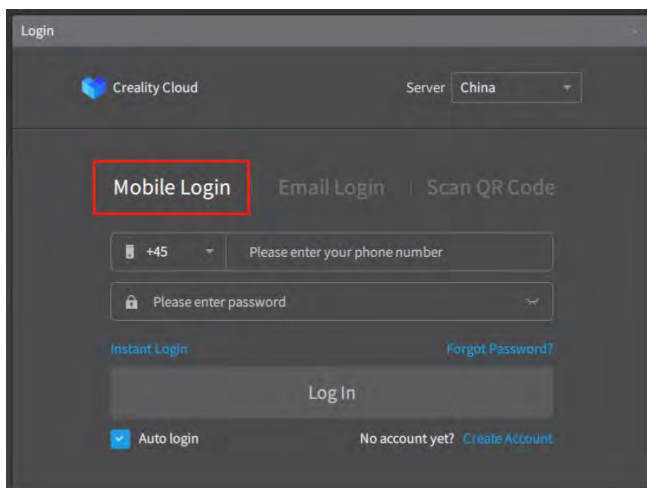 Login
Creality Cloud Server China
Mobile Login Email Login Scan QR Code
+45 Please enter your phone number
Please enter password
Instant Login Forgot Password?
Log In
Auto login No account yet? Create Account